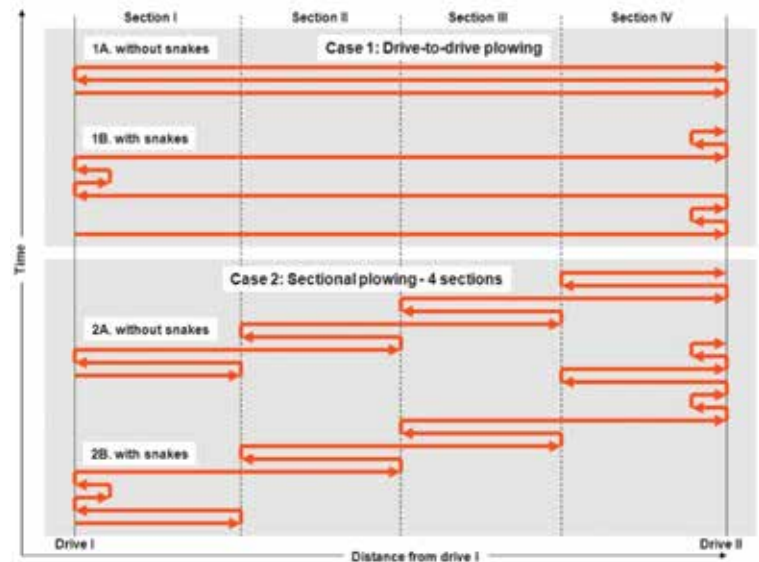 Section I Section II Section III Section IV
1A. without snakes
Case 1: Drive-to-drive plowing
1B. with snakes
Time
Case 2: Sectional plowing - 4 sections
2A. without snakes
2B. with snakes
Drive I
Distance from drive I
Drive II